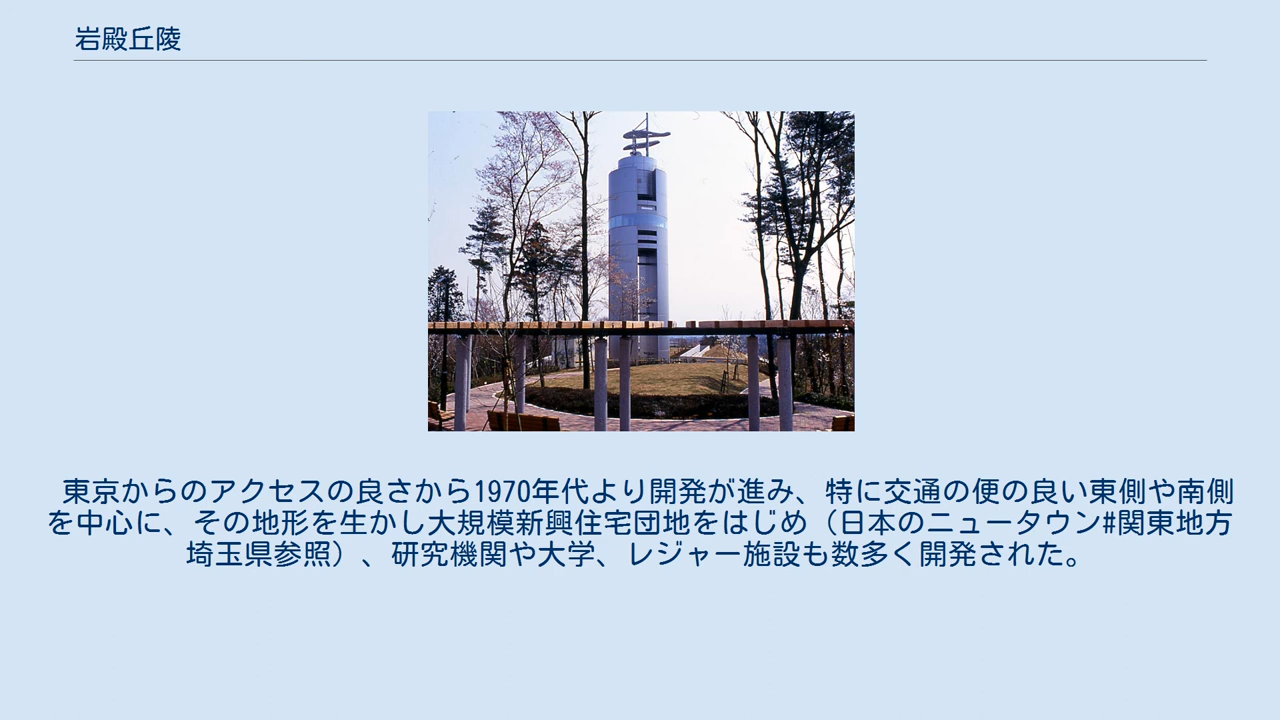 岩殿丘陵
東京からのアクセスの良さから1970年代より開発が進み、特に交通の便の良い東側や南側
を中心に、その地形を生かし大規模新興住宅団地をはじめ（日本のニュータウン#関東地方
埼玉県参照）、研究機関や大学、レジャー施設も数多く開発された。